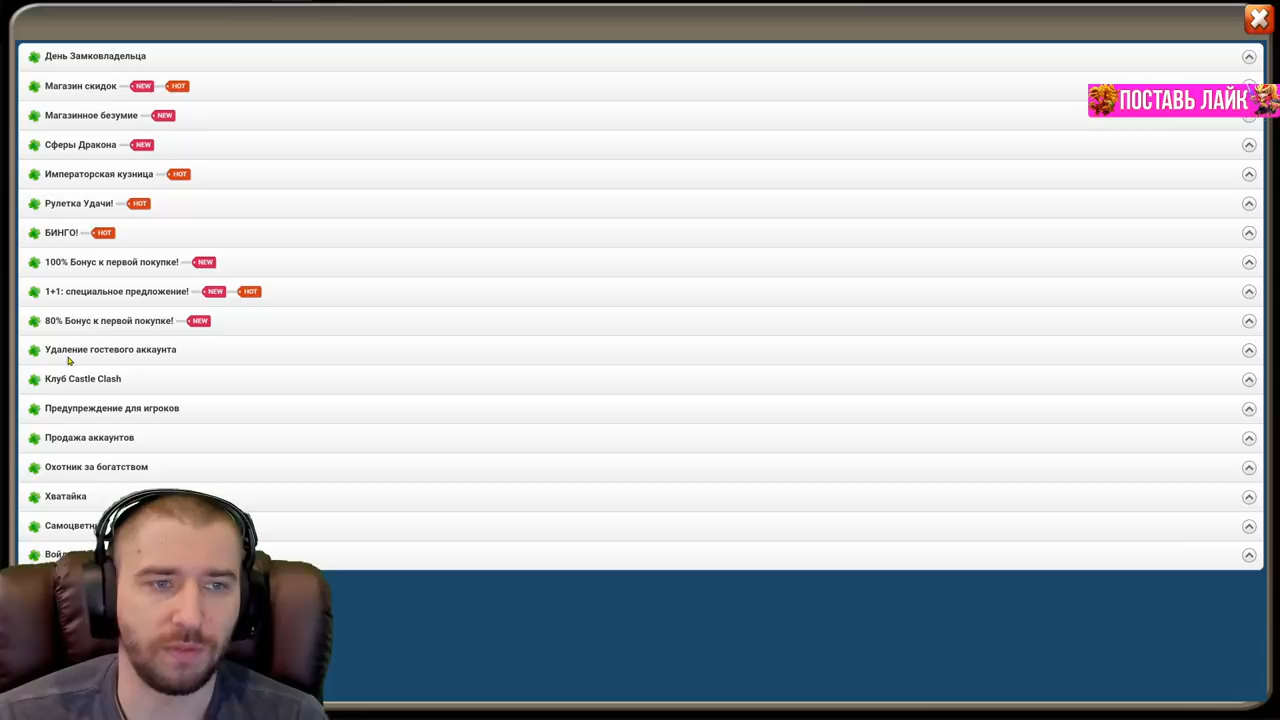 День Замковладельца
Магазин скидок NEW HOT
ПОСТАВЬ ЛАЙК
Магазинное безумие NEW
Сферы Дракона NEW
Императорская кузница HOT
Рулетка Удачи! HOT
БИНГО! HOT
100% Бонус к первой покупке! NEW
1+1: специальное предложение! NEW HOT
80% Бонус к первой покупке! NEW
Удаление гостевого аккаунта
Клуб Castle Clash
Предупреждение для игроков
Продажа аккаунтов
Охотник за богатством
Хватайка